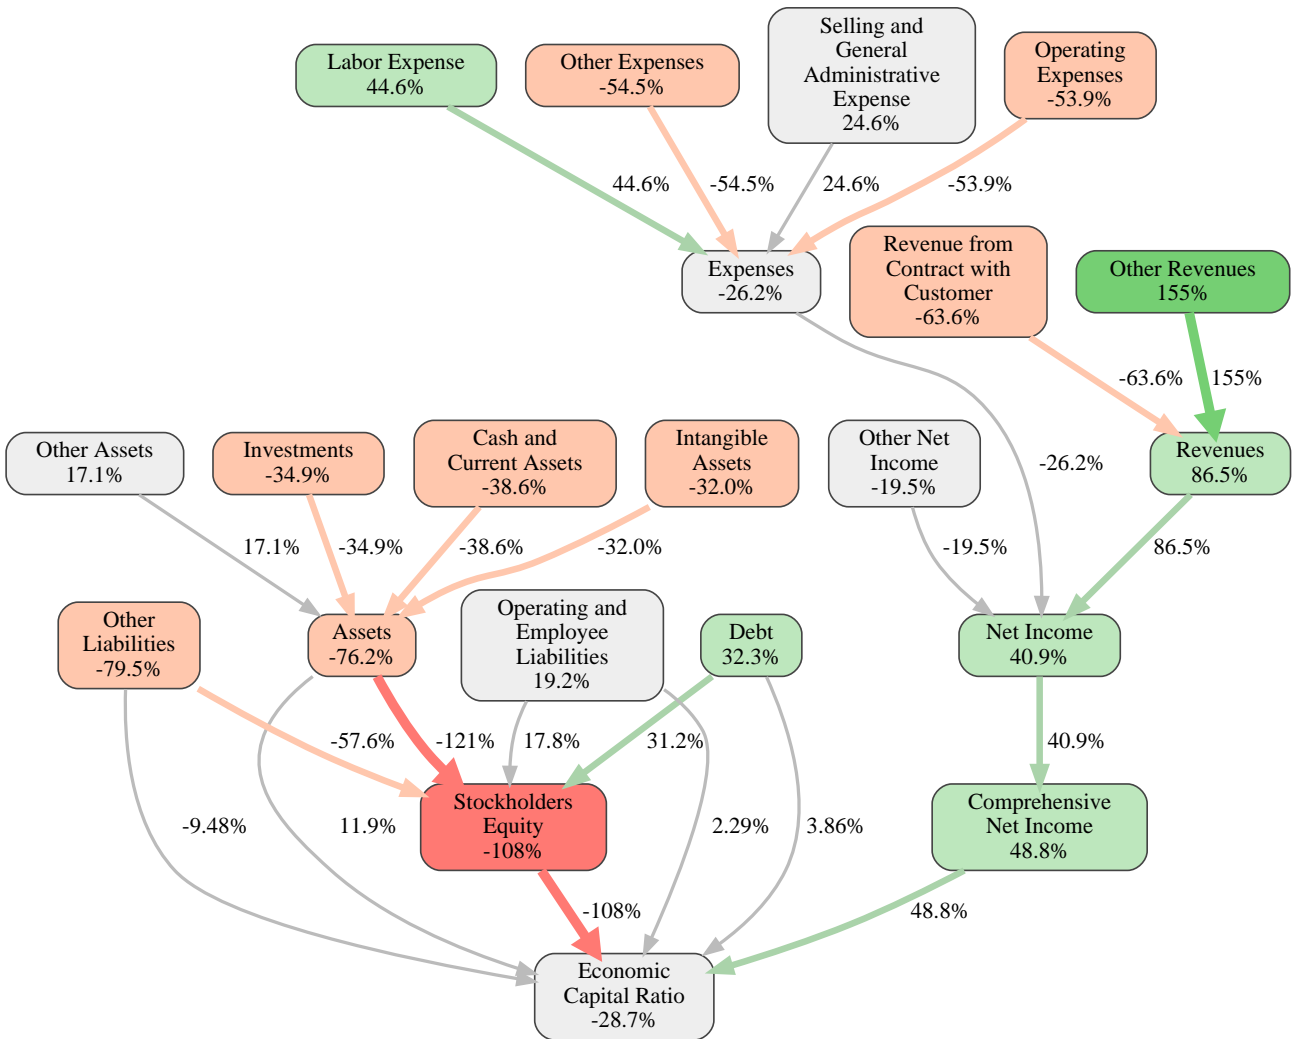 Labor Expense
44.6%
Other Expenses
-54.5%
Selling and
General
Administrative
Expense
24.6%
Operating
Expenses
-53.9%
44.6%
-54.5%
24.6%
-53.9%
Expenses
-26.2%
Revenue from
Contract with
Customer
-63.6%
Other Revenues
155%
-63.6%
155%
Other Assets
17.1%
Investments
-34.9%
Cash and
Current Assets
-38.6%
Intangible
Assets
-32.0%
Other Net
Income
-19.5%
-26.2%
Revenues
86.5%
17.1%
-34.9%
-38.6%
-32.0%
-19.5%
86.5%
Other
Liabilities
-79.5%
Assets
-76.2%
Operating and
Employee
Liabilities
19.2%
Debt
32.3%
Net Income
40.9%
-57.6%
-121%
17.8%
31.2%
40.9%
-9.48%
11.9%
Stockholders
Equity
-108%
2.29%
3.86%
Comprehensive
Net Income
48.8%
-108%
48.8%
Economic
Capital Ratio
-28.7%